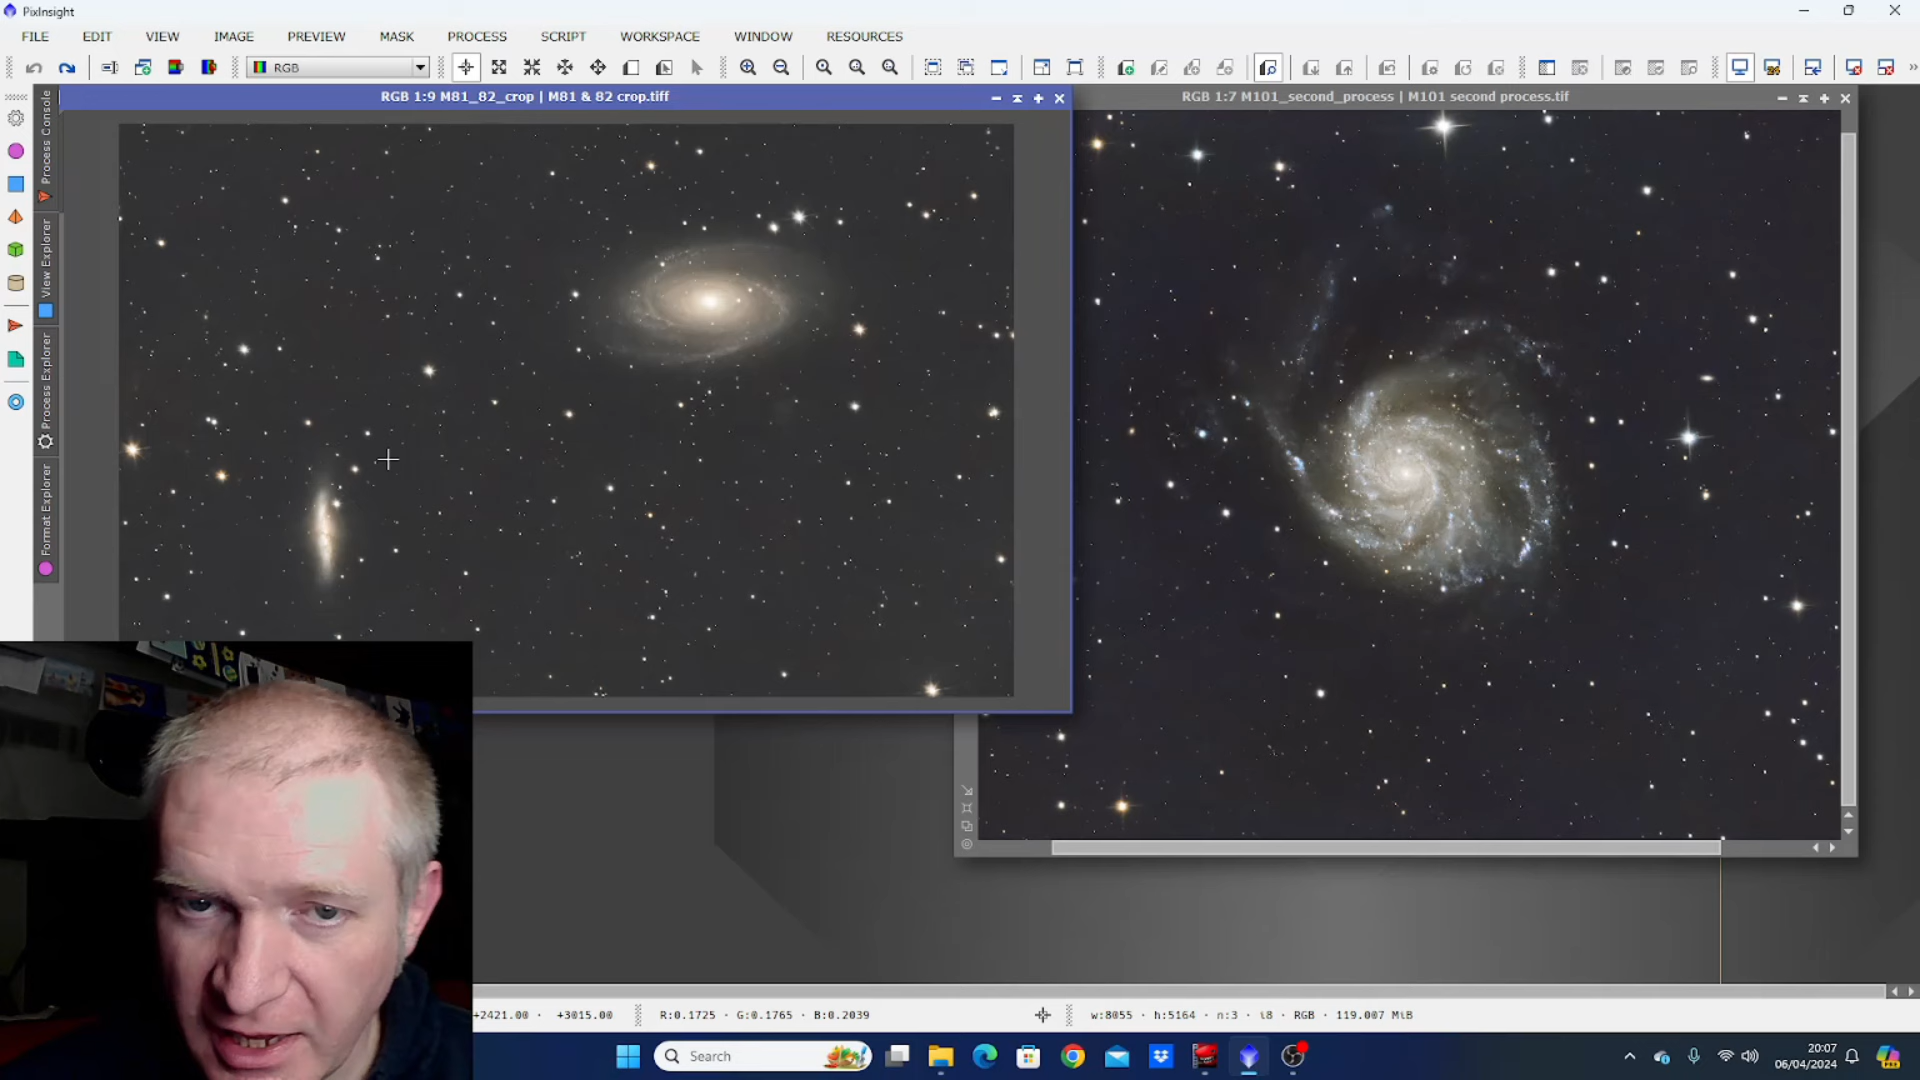 PixInsight
FILE EDIT VIEW IMAGE PREVIEW MASK PROCESS SCRIPT WORKSPACE WINDOW RESOURCES
RGB
RGB 1:9 M81_82_crop | M81 & 82 crop.tiff
RGB 1:7 M101_second_process | M101 second process.tif
Process Console
View Explorer
Process Explorer
Format Explorer
+2421.00 · +3015.00
R:0.1725 · G:0.1765 · B:0.2039
w:8055 · h:5164 · n:3 · i8 · RGB · 119.007 MiB
Search
20:07
06/04/2024